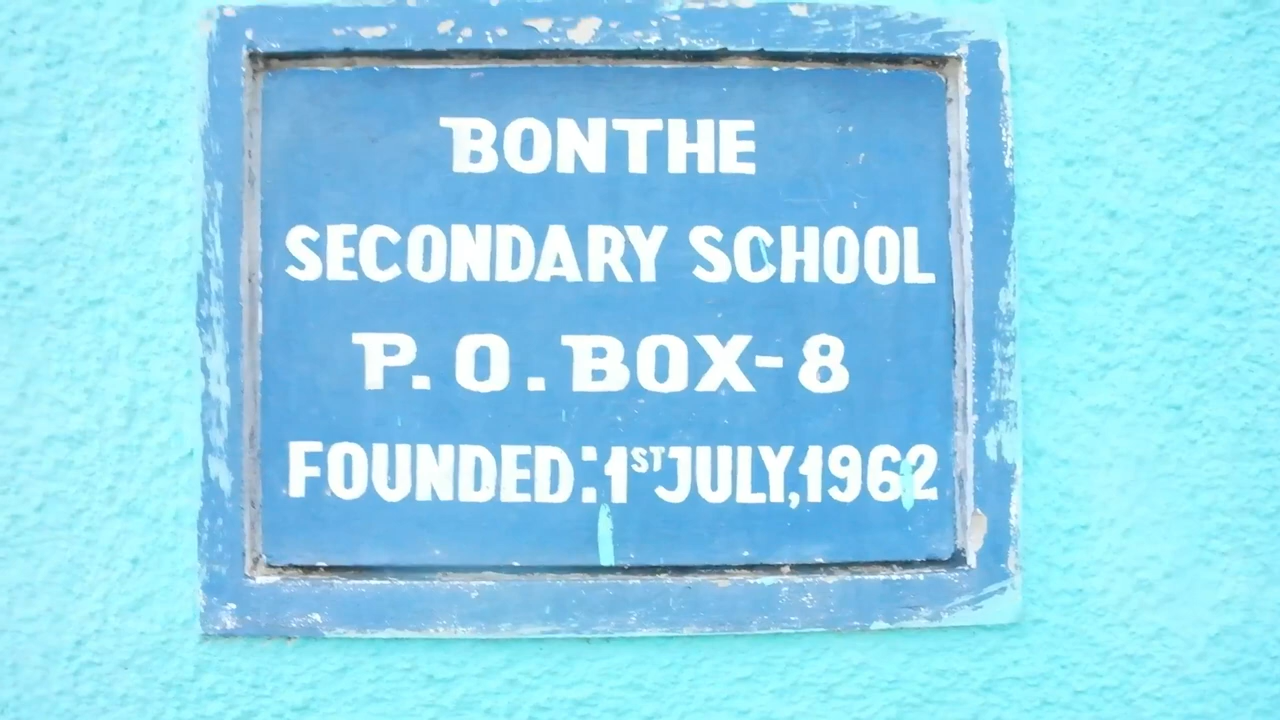 BONTHE
SECONDARY SCHOOL
P. O. BOX-8
FOUNDED:1ST JULY,1962